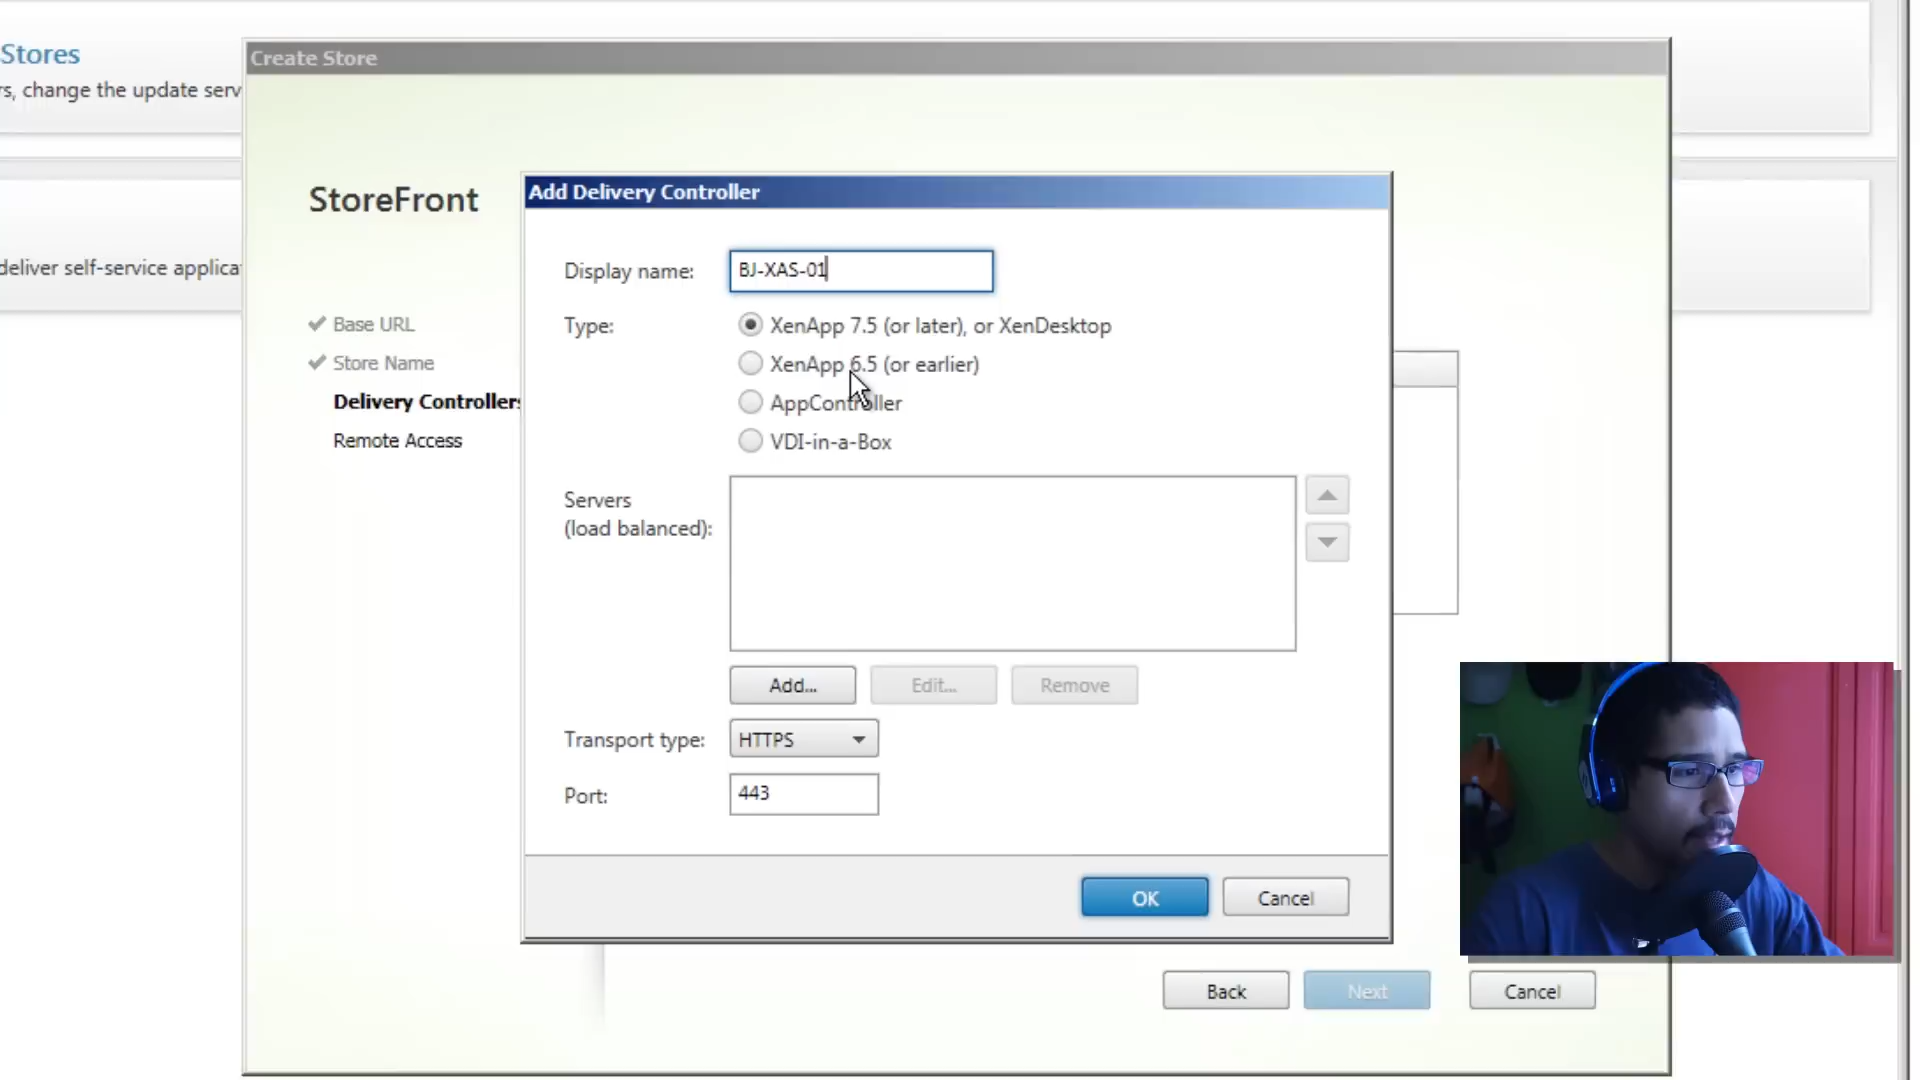 Stores
rs, change the update serv
deliver self-service applica
Create Store
StoreFront
Base URL
Store Name
Delivery Controllers
Remote Access
Add Delivery Controller
Display name: BJ-XAS-01
Type: XenApp 7.5 (or later), or XenDesktop
XenApp 6.5 (or earlier)
AppController
VDI-in-a-Box
Servers
(load balanced):
Add... Edit... Remove
Transport type: HTTPS
Port: 443
OK Cancel
Back Next Cancel